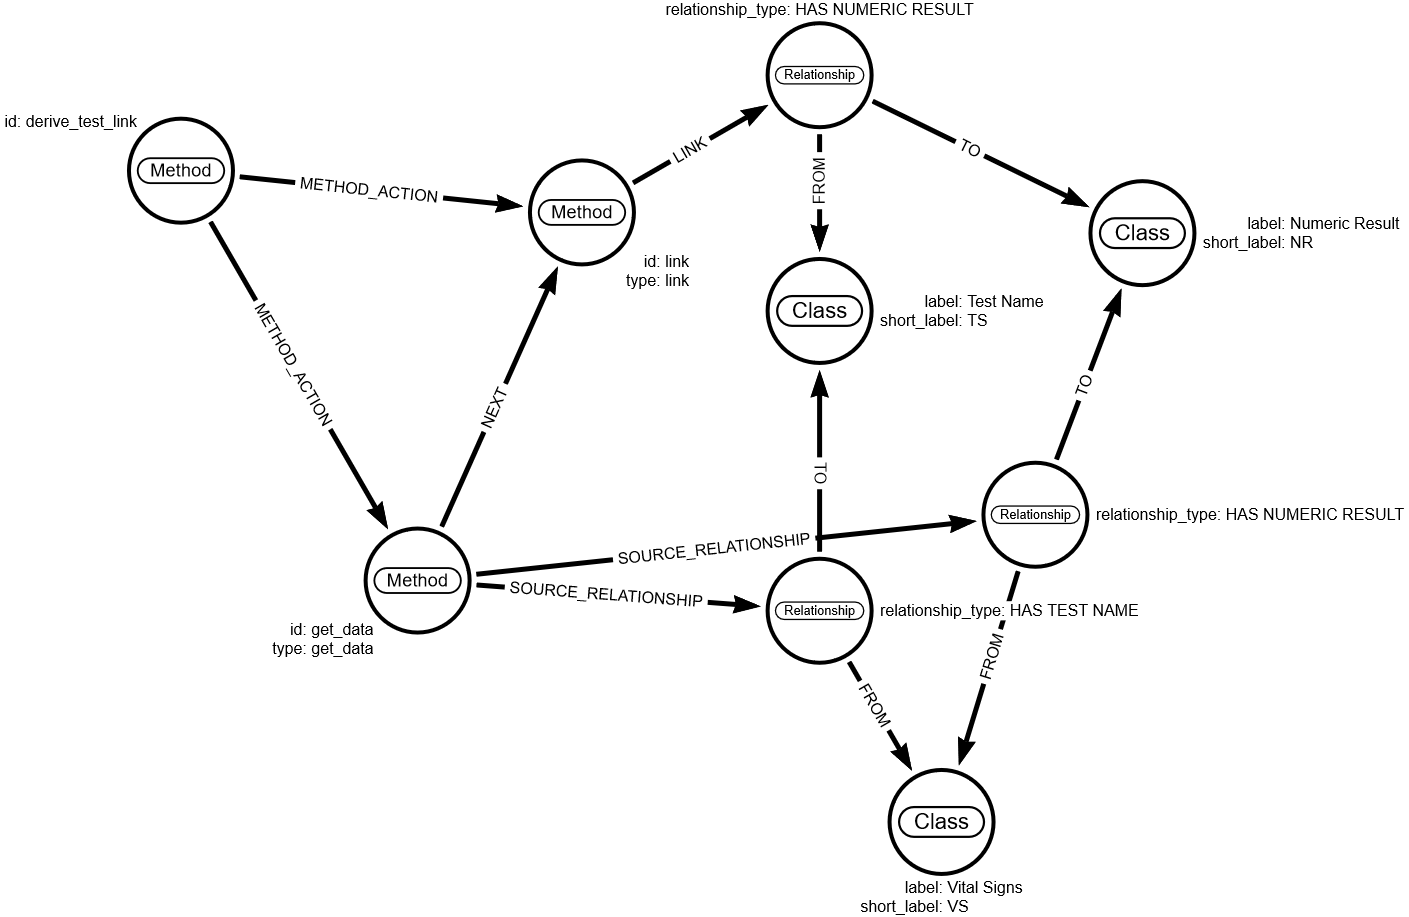 relationship_type: HAS NUMERIC RESULT
Relationship
id: derive_test_link
Method
METHOD_ACTION
Method
id: link
type: link
LINK
FROM
TO
Class
label: Numeric Result
short_label: NR
Class
label: Test Name
short_label: TS
METHOD_ACTION
NEXT
TO
TO
Relationship
relationship_type: HAS NUMERIC RESULT
SOURCE_RELATIONSHIP
Method
id: get_data
type: get_data
SOURCE_RELATIONSHIP
Relationship
relationship_type: HAS TEST NAME
FROM
FROM
Class
label: Vital Signs
short_label: VS